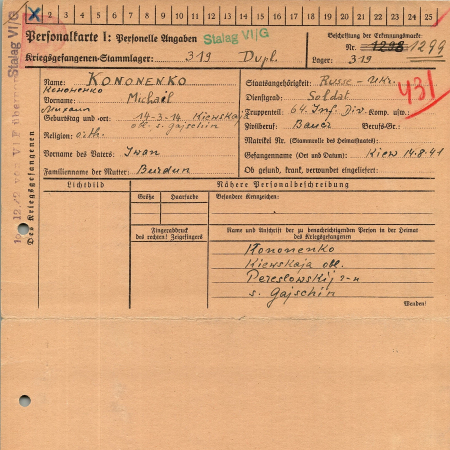 1 2 3 4 5 6 7 8 9 10 11 12 13 14 15 16 17 18 19 20 21 22 23 24 25
Personalkarte I: Personelle Angaben
Stalag VI/G
Beschriftung der Erkennungsmarke
Nr. 1298 1299
Kriegsgefangenen-Stammlager: 319 Dupl.
Lager: 319
Des Kriegsgefangenen
Stalag VI/G
Name: KONONENKO
Кононенко
Vorname: Michail
Михаил
Geburtstag und -ort: 14-3-14 Kiewskaja
obl. s. Gajschin
Religion: orth.
Vorname des Vaters: Iwan
Familienname der Mutter: Burdun
Staatsangehörigkeit: Russe - Ukr.
431
Dienstgrad: Soldat
Truppenteil: 64. Inf. Div. Komp. usw.:
Zivilberuf: Bauer Berufs-Gr.:
Matrikel Nr. (Stammrolle des Heimatstaates):
Gefangennahme (Ort und Datum): Kiew 14.8.41
Ob gesund, krank, verwundet eingeliefert:
Lichtbild
Nähere Personalbeschreibung
Größe Haarfarbe Besondere Kennzeichen:
Fingerabdruck
des rechten! Zeigefingers
Name und Anschrift der zu benachrichtigenden Person in der Heimat
des Kriegsgefangenen
Kononenko
Kiewskaja obl.
Pereslowskij
s. Gajschin
Wenden!